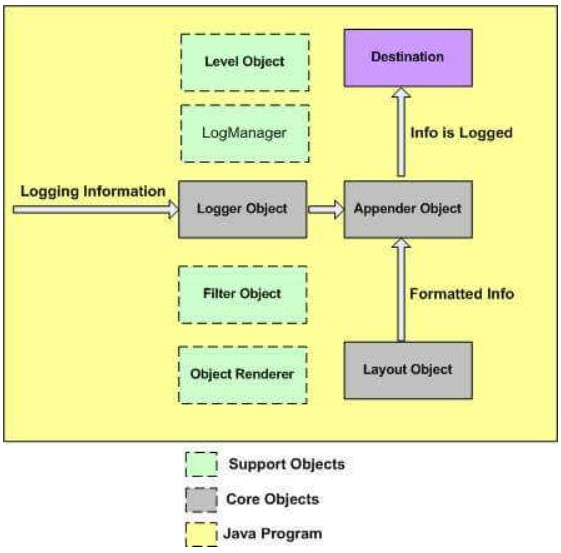 Level Object
Destination
LogManager
Info is Logged
Logging Information
Logger Object
Appender Object
Filter Object
Formatted Info
Object Renderer
Layout Object
Support Objects
Core Objects
Java Program